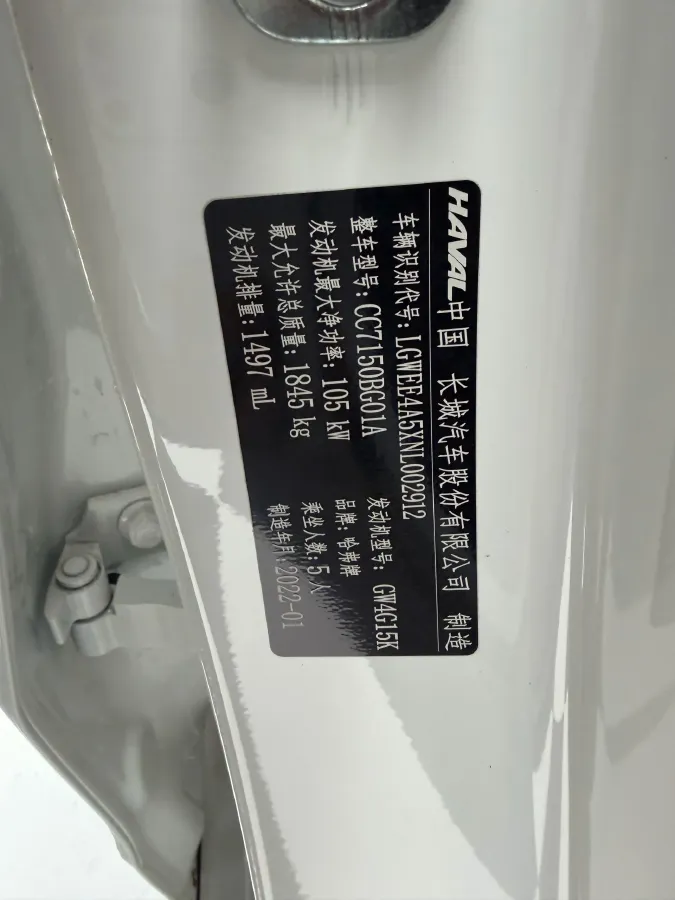 HAVAL 中国 长城汽车股份有限公司 制造
车辆识别代号:LGWEE4A5XNL002912
整车型号:CC7150BG01A 发动机型号: GW4G15K
发动机最大净功率:105 kW 品牌:哈弗牌
最大允许总质量:1845 kg 乘坐人数:5人
发动机排量:1497 mL 制造年月:2022-01